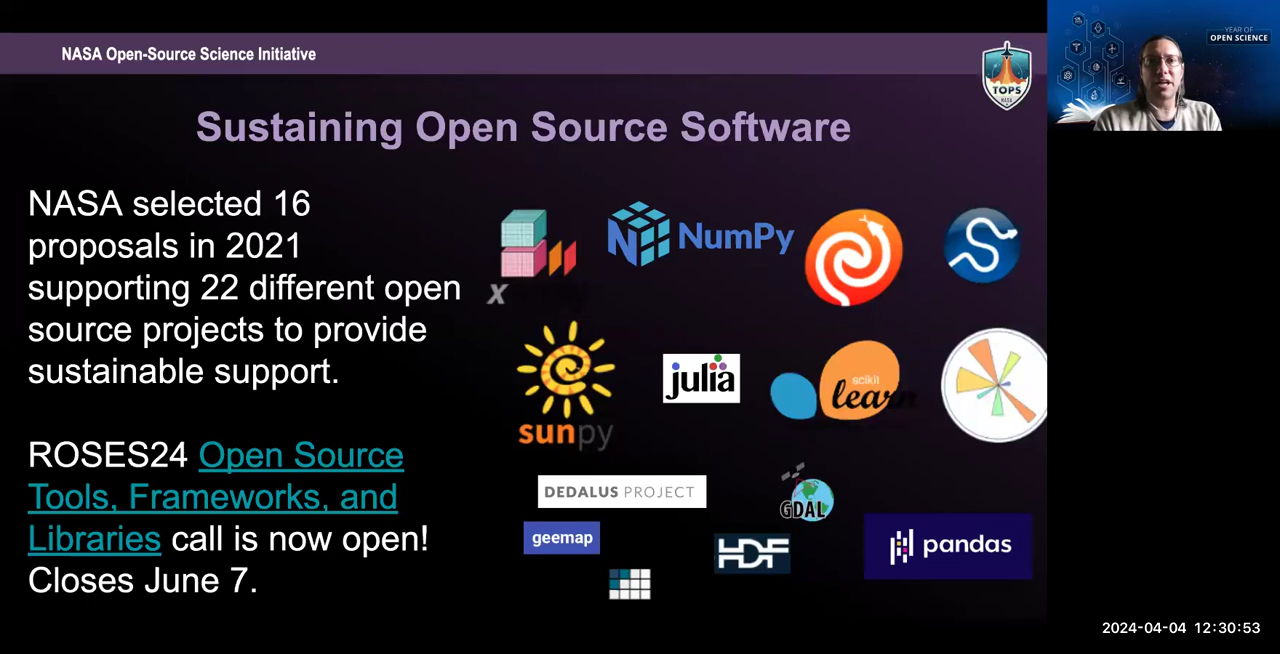 NASA Open-Source Science Initiative
TOPS
NASA
YEAR OF
OPEN SCIENCE
Sustaining Open Source Software
NASA selected 16
proposals in 2021
supporting 22 different open
source projects to provide
sustainable support.
ROSES24 Open Source
Tools, Frameworks, and
Libraries call is now open!
Closes June 7.
x
NumPy
sunpy
julia
scikit
learn
DEDALUS PROJECT
GDAL
geemap
HDF
pandas
2024-04-04 12:30:53